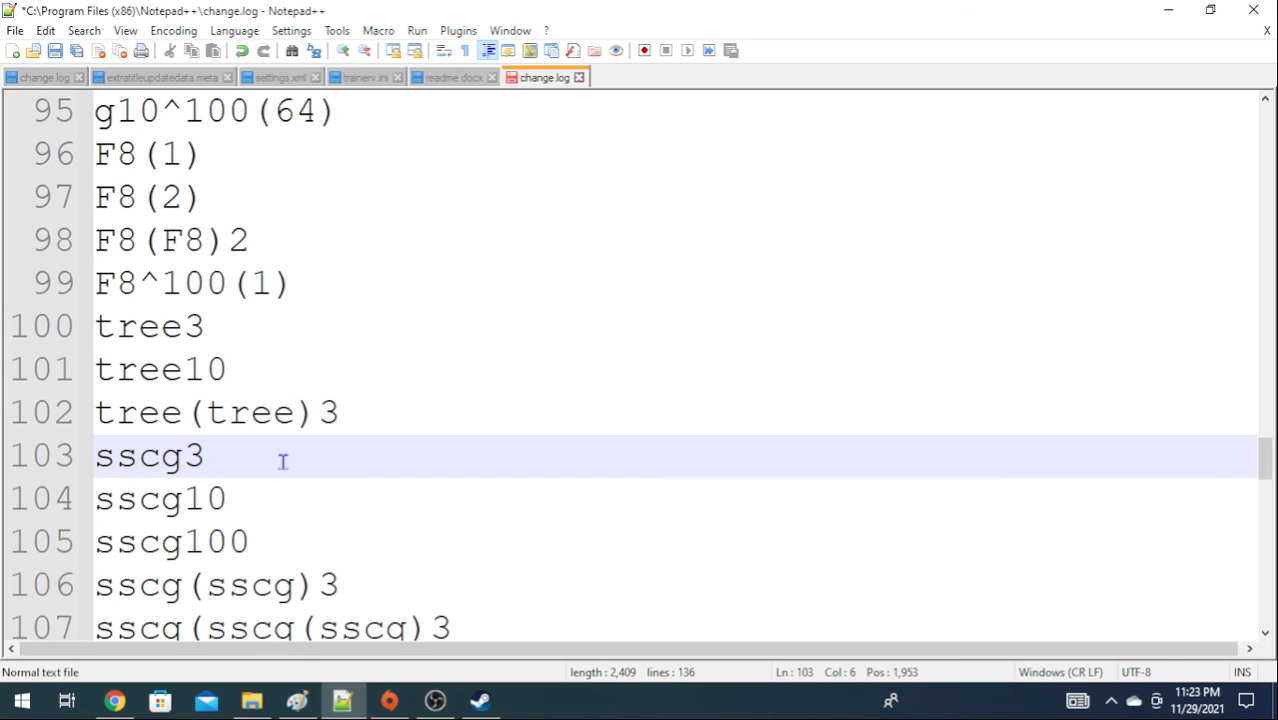 *C:\Program Files (x86)\Notepad++\change.log - Notepad++
File Edit Search View Encoding Language Settings Tools Macro Run Plugins Window ? X
change.log extratitleupdatedata.meta settings.xml trainerv.ini readme.docx change.log
95 g10^100(64)
96 F8(1)
97 F8(2)
98 F8(F8)2
99 F8^100(1)
100 tree3
101 tree10
102 tree(tree)3
103 sscg3
104 sscg10
105 sscg100
106 sscg(sscg)3
107 sscg(sscg(sscg)3
Normal text file length : 2,409 lines : 136 Ln : 103 Col : 6 Pos : 1,953 Windows (CR LF) UTF-8 INS
11:23 PM
11/29/2021